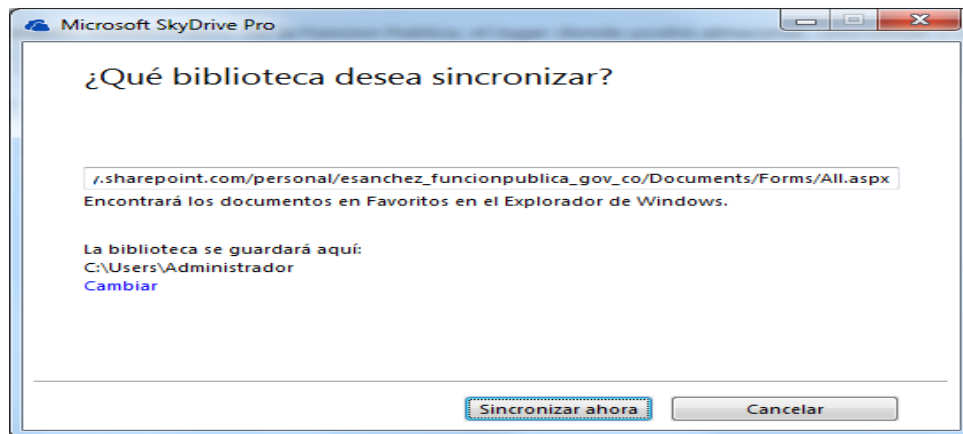 Microsoft SkyDrive Pro
¿Qué biblioteca desea sincronizar?
.sharepoint.com/personal/esanchez_funcionpublica_gov_co/Documents/Forms/All.aspx
Encontrará los documentos en Favoritos en el Explorador de Windows.
La biblioteca se guardará aquí:
C:\Users\Administrador
Cambiar
Sincronizar ahora
Cancelar